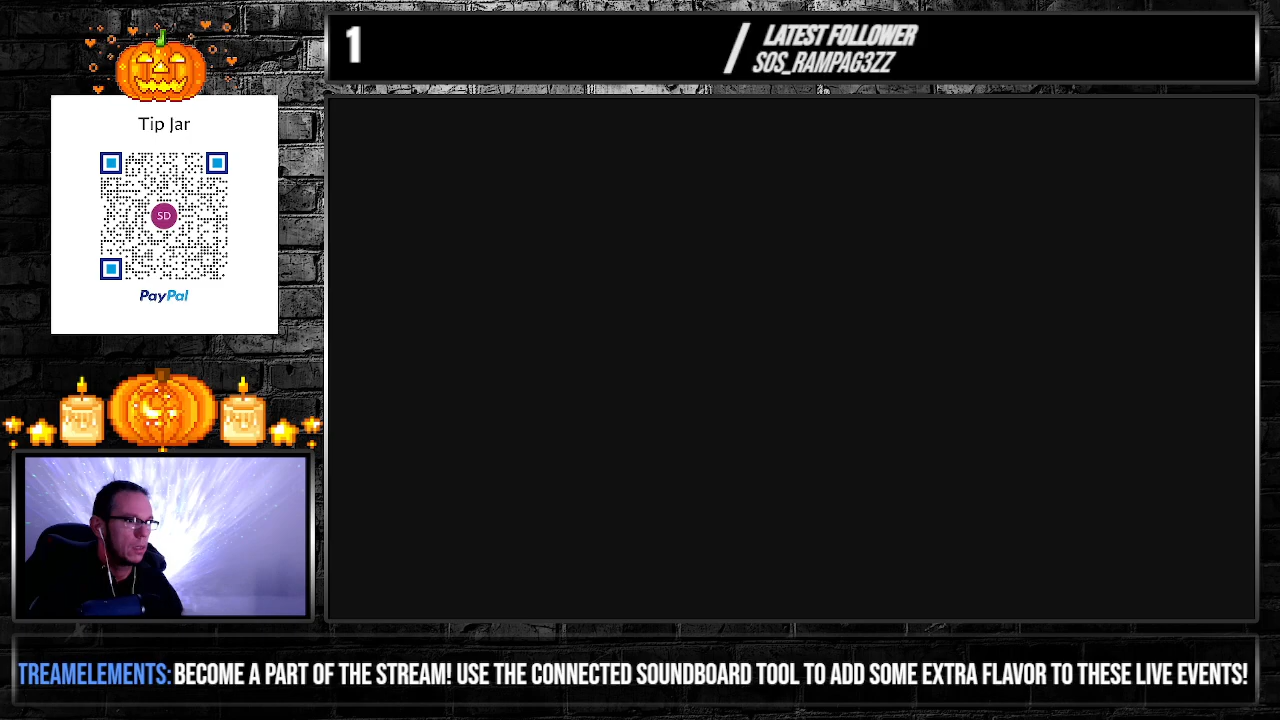 1
LATEST FOLLOWER
SOS_RAMPAG3ZZ
Tip Jar
SD
PayPal
TREAMELEMENTS: BECOME A PART OF THE STREAM! USE THE CONNECTED SOUNDBOARD TOOL TO ADD SOME EXTRA FLAVOR TO THESE LIVE EVENTS!